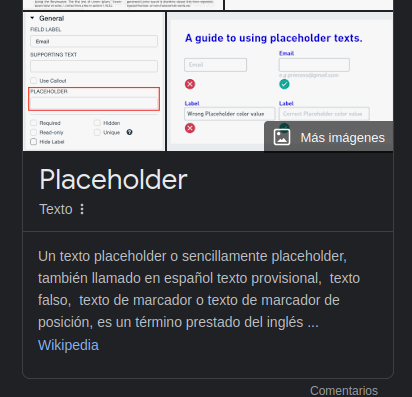 General
FIELD LABEL
Email
SUPPORTING TEXT
Use Callout
PLACEHOLDER
Required
Hidden
Read-only
Unique
Hide Label
A guide to using placeholder texts.
Email
Email
Label
Label
Wrong Placeholder color value
Correct Placeholder color value
Más imágenes
Placeholder
Texto
Un texto placeholder o sencillamente placeholder,
también llamado en español texto provisional, texto
falso, texto de marcador o texto de marcador de
posición, es un término prestado del inglés ...
Wikipedia
Comentarios